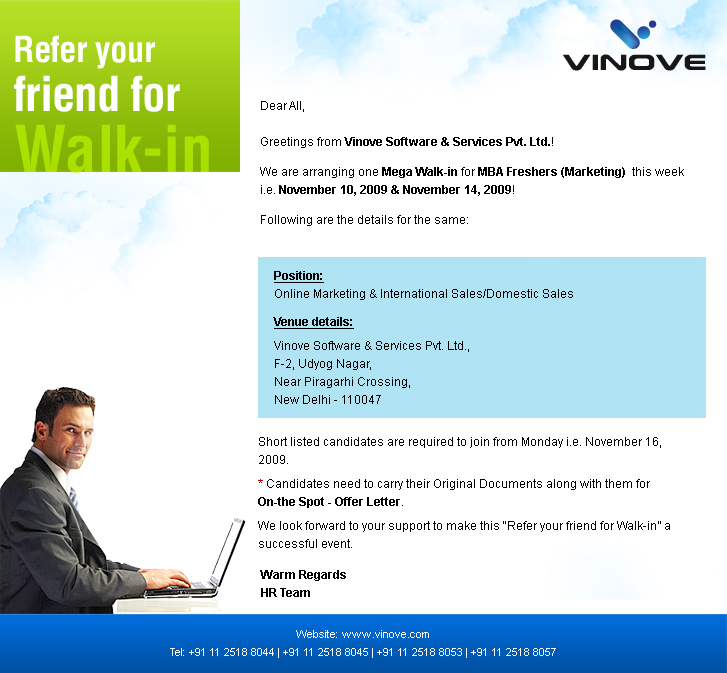 Refer your
friend for
Walk-in
VINOVE
Dear All,
Greetings from Vinove Software & Services Pvt. Ltd.!
We are arranging one Mega Walk-in for MBA Freshers (Marketing) this week
i.e. November 10, 2009 & November 14, 2009!
Following are the details for the same:
Position:
Online Marketing & International Sales/Domestic Sales
Venue details:
Vinove Software & Services Pvt. Ltd.,
F-2, Udyog Nagar,
Near Piragarhi Crossing,
New Delhi - 110047
Short listed candidates are required to join from Monday i.e. November 16,
2009.
* Candidates need to carry their Original Documents along with them for
On-the Spot - Offer Letter.
We look forward to your support to make this "Refer your friend for Walk-in" a
successful event.
Warm Regards
HR Team
Website: www.vinove.com
Tel: +91 11 2518 8044 | +91 11 2518 8045 | +91 11 2518 8053 | +91 11 2518 8057